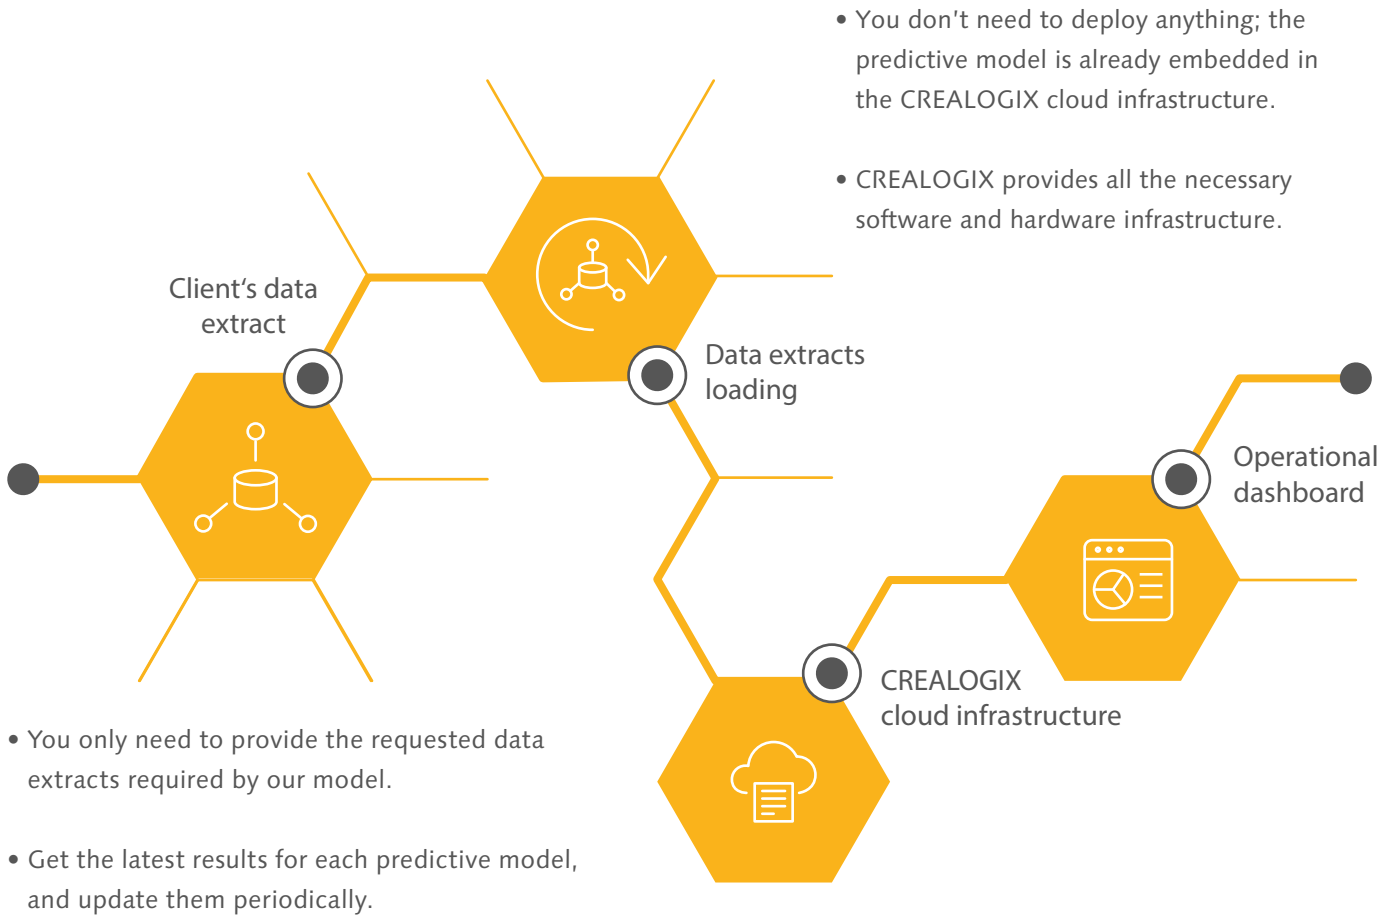 • You don't need to deploy anything; the
predictive model is already embedded in
the CREALOGIX cloud infrastructure.
• CREALOGIX provides all the necessary
software and hardware infrastructure.
Client‘s data
extract
Data extracts
loading
Operational
dashboard
CREALOGIX
cloud infrastructure
• You only need to provide the requested data
extracts required by our model.
• Get the latest results for each predictive model,
and update them periodically.